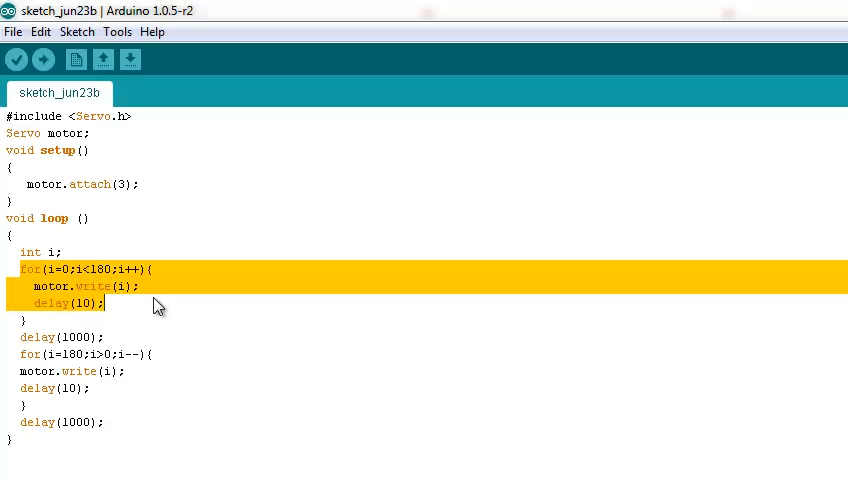 sketch_jun23b | Arduino 1.0.5-r2
File Edit Sketch Tools Help
sketch_jun23b
#include <Servo.h>
Servo motor;
void setup()
{
motor.attach(3);
}
void loop ()
{
int i;
for(i=0;i<180;i++){
motor.write(i);
delay(10);
}
delay(1000);
for(i=180;i>0;i--){
motor.write(i);
delay(10);
}
delay(1000);
}